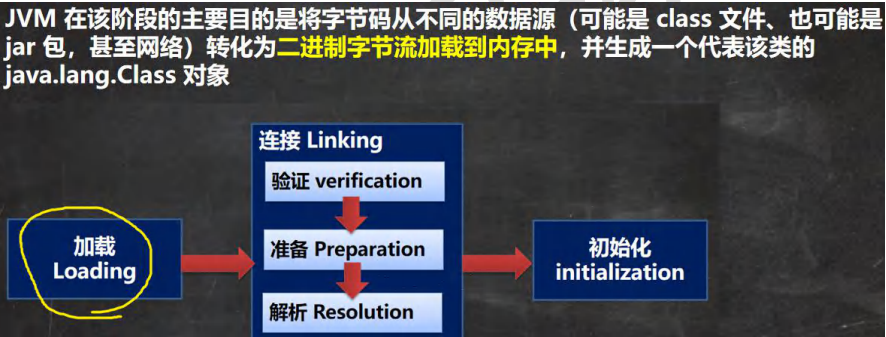 JVM 在该阶段的主要目的是将字节码从不同的数据源（可能是 class 文件、也可能是
jar 包，甚至网络）转化为二进制字节流加载到内存中，并生成一个代表该类的
java.lang.Class 对象
连接 Linking
验证 verification
准备 Preparation
解析 Resolution
加载
Loading
初始化
initialization